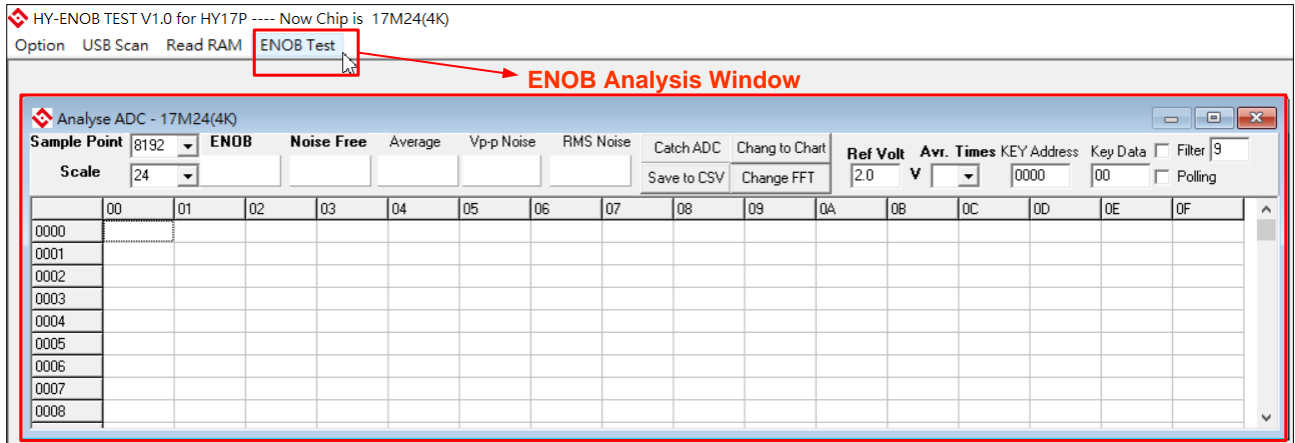 HY-ENOB TEST V1.0 for HY17P ---- Now Chip is 17M24(4K)
Option USB Scan Read RAM ENOB Test
ENOB Analysis Window
Analyse ADC - 17M24(4K)
Sample Point 8192 ENOB Noise Free Average Vp-p Noise RMS Noise Catch ADC Chang to Chart Ref Volt Avr. Times KEY Address Key Data Filter 9
Scale 24 Save to CSV Change FFT 2.0 V 0000 00 Polling
00 01 02 03 04 05 06 07 08 09 0A 0B 0C 0D 0E 0F
0000
0001
0002
0003
0004
0005
0006
0007
0008